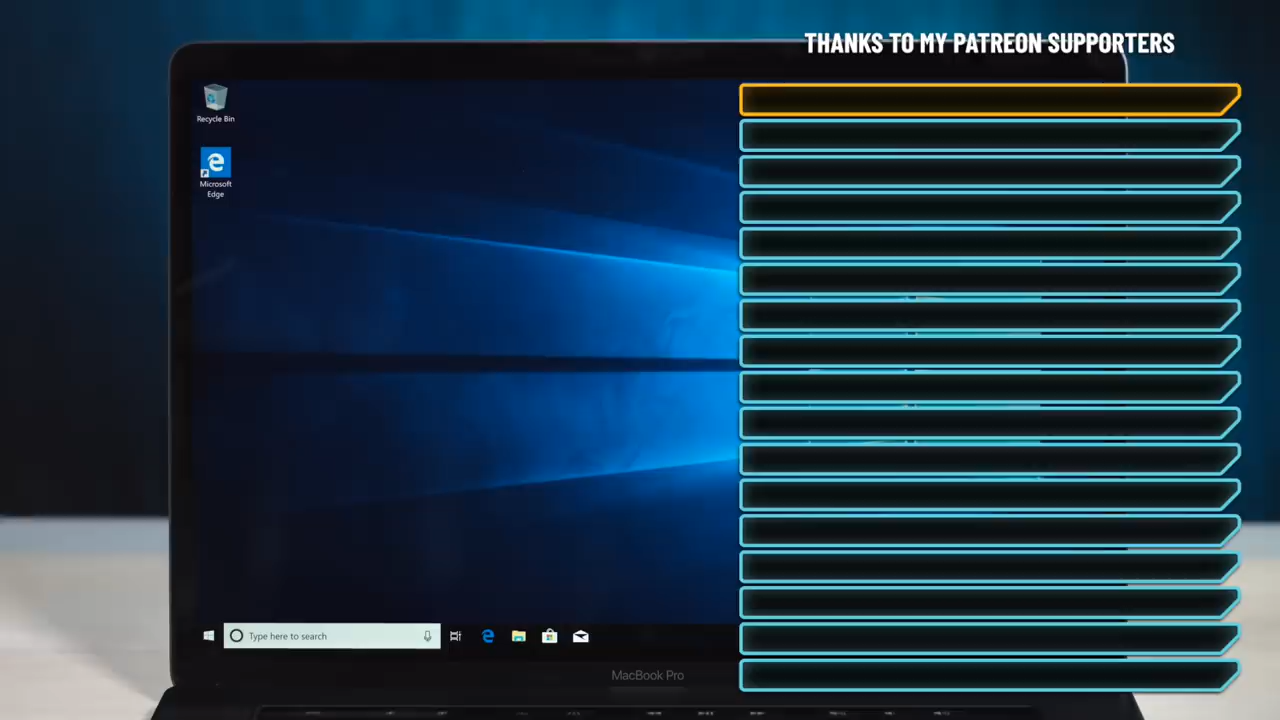 THANKS TO MY PATREON SUPPORTERS
Recycle Bin
Microsoft
Edge
Type here to search
MacBook Pro